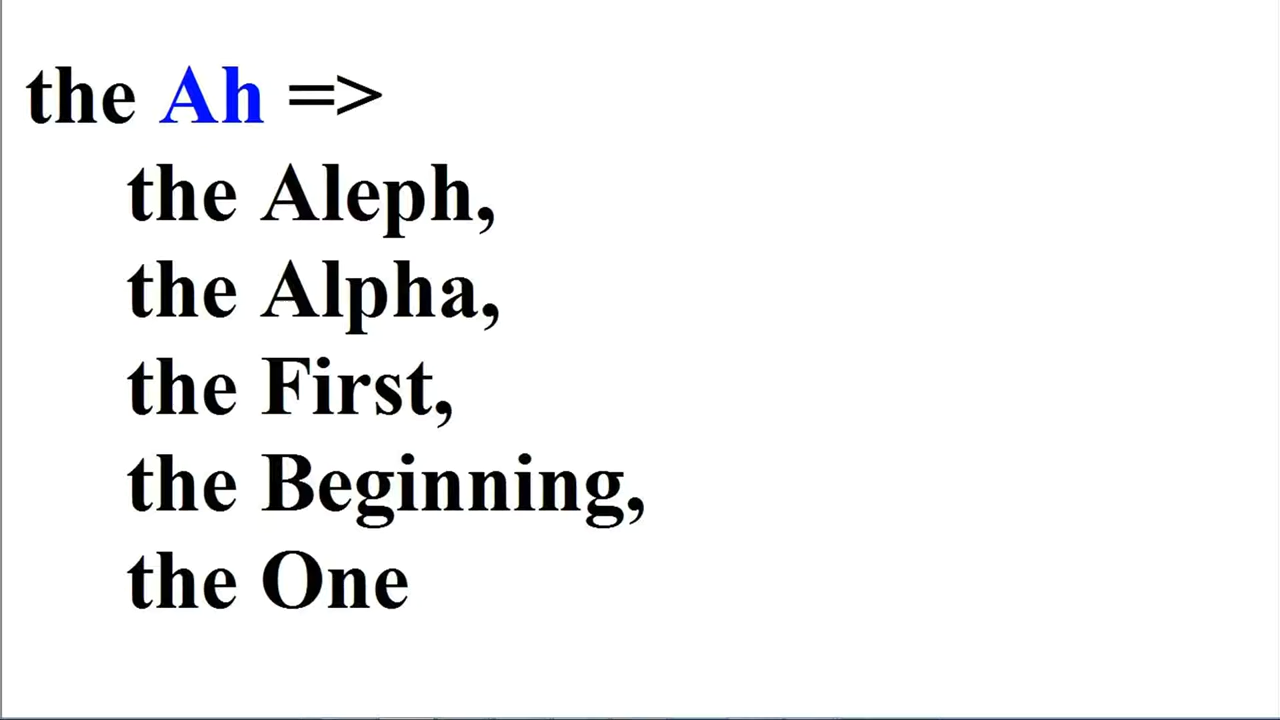 the Ah =>
the Aleph,
the Alpha,
the First,
the Beginning,
the One